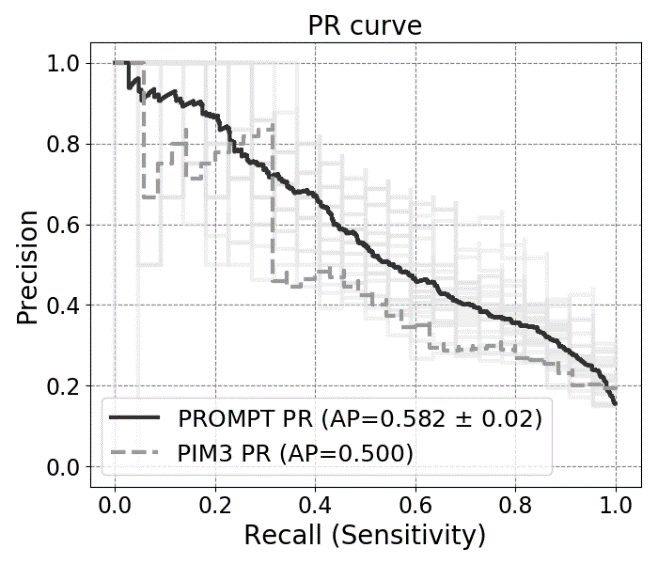 PR curve
Precision
1.0
0.8
0.6
0.4
0.2
0.0
PROMPT PR (AP=0.582 ± 0.02)
PIM3 PR (AP=0.500)
0.0 0.2 0.4 0.6 0.8 1.0
Recall (Sensitivity)